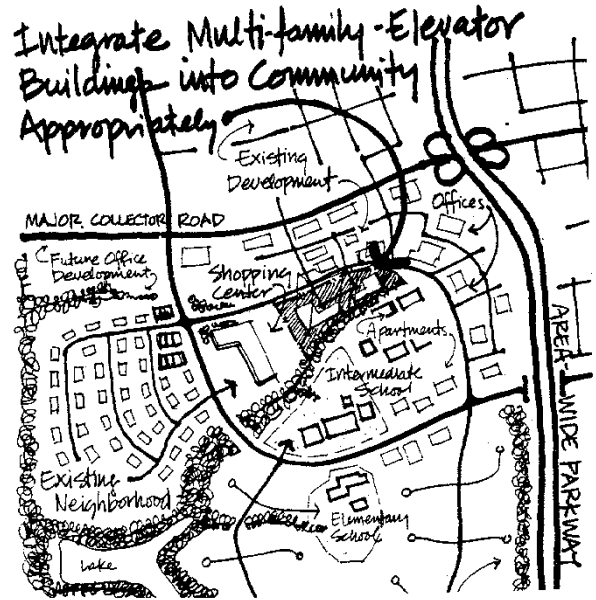 Integrate Multi-family-Elevator
Buildings into Community
Appropriately
Existing
Development
Offices
MAJOR COLLECTOR ROAD
Future Office
Development
Shopping
Center
Apartments
Intermediate
School
AREA-WIDE PARKWAY
Existing
Neighborhood
Elementary
School
Lake